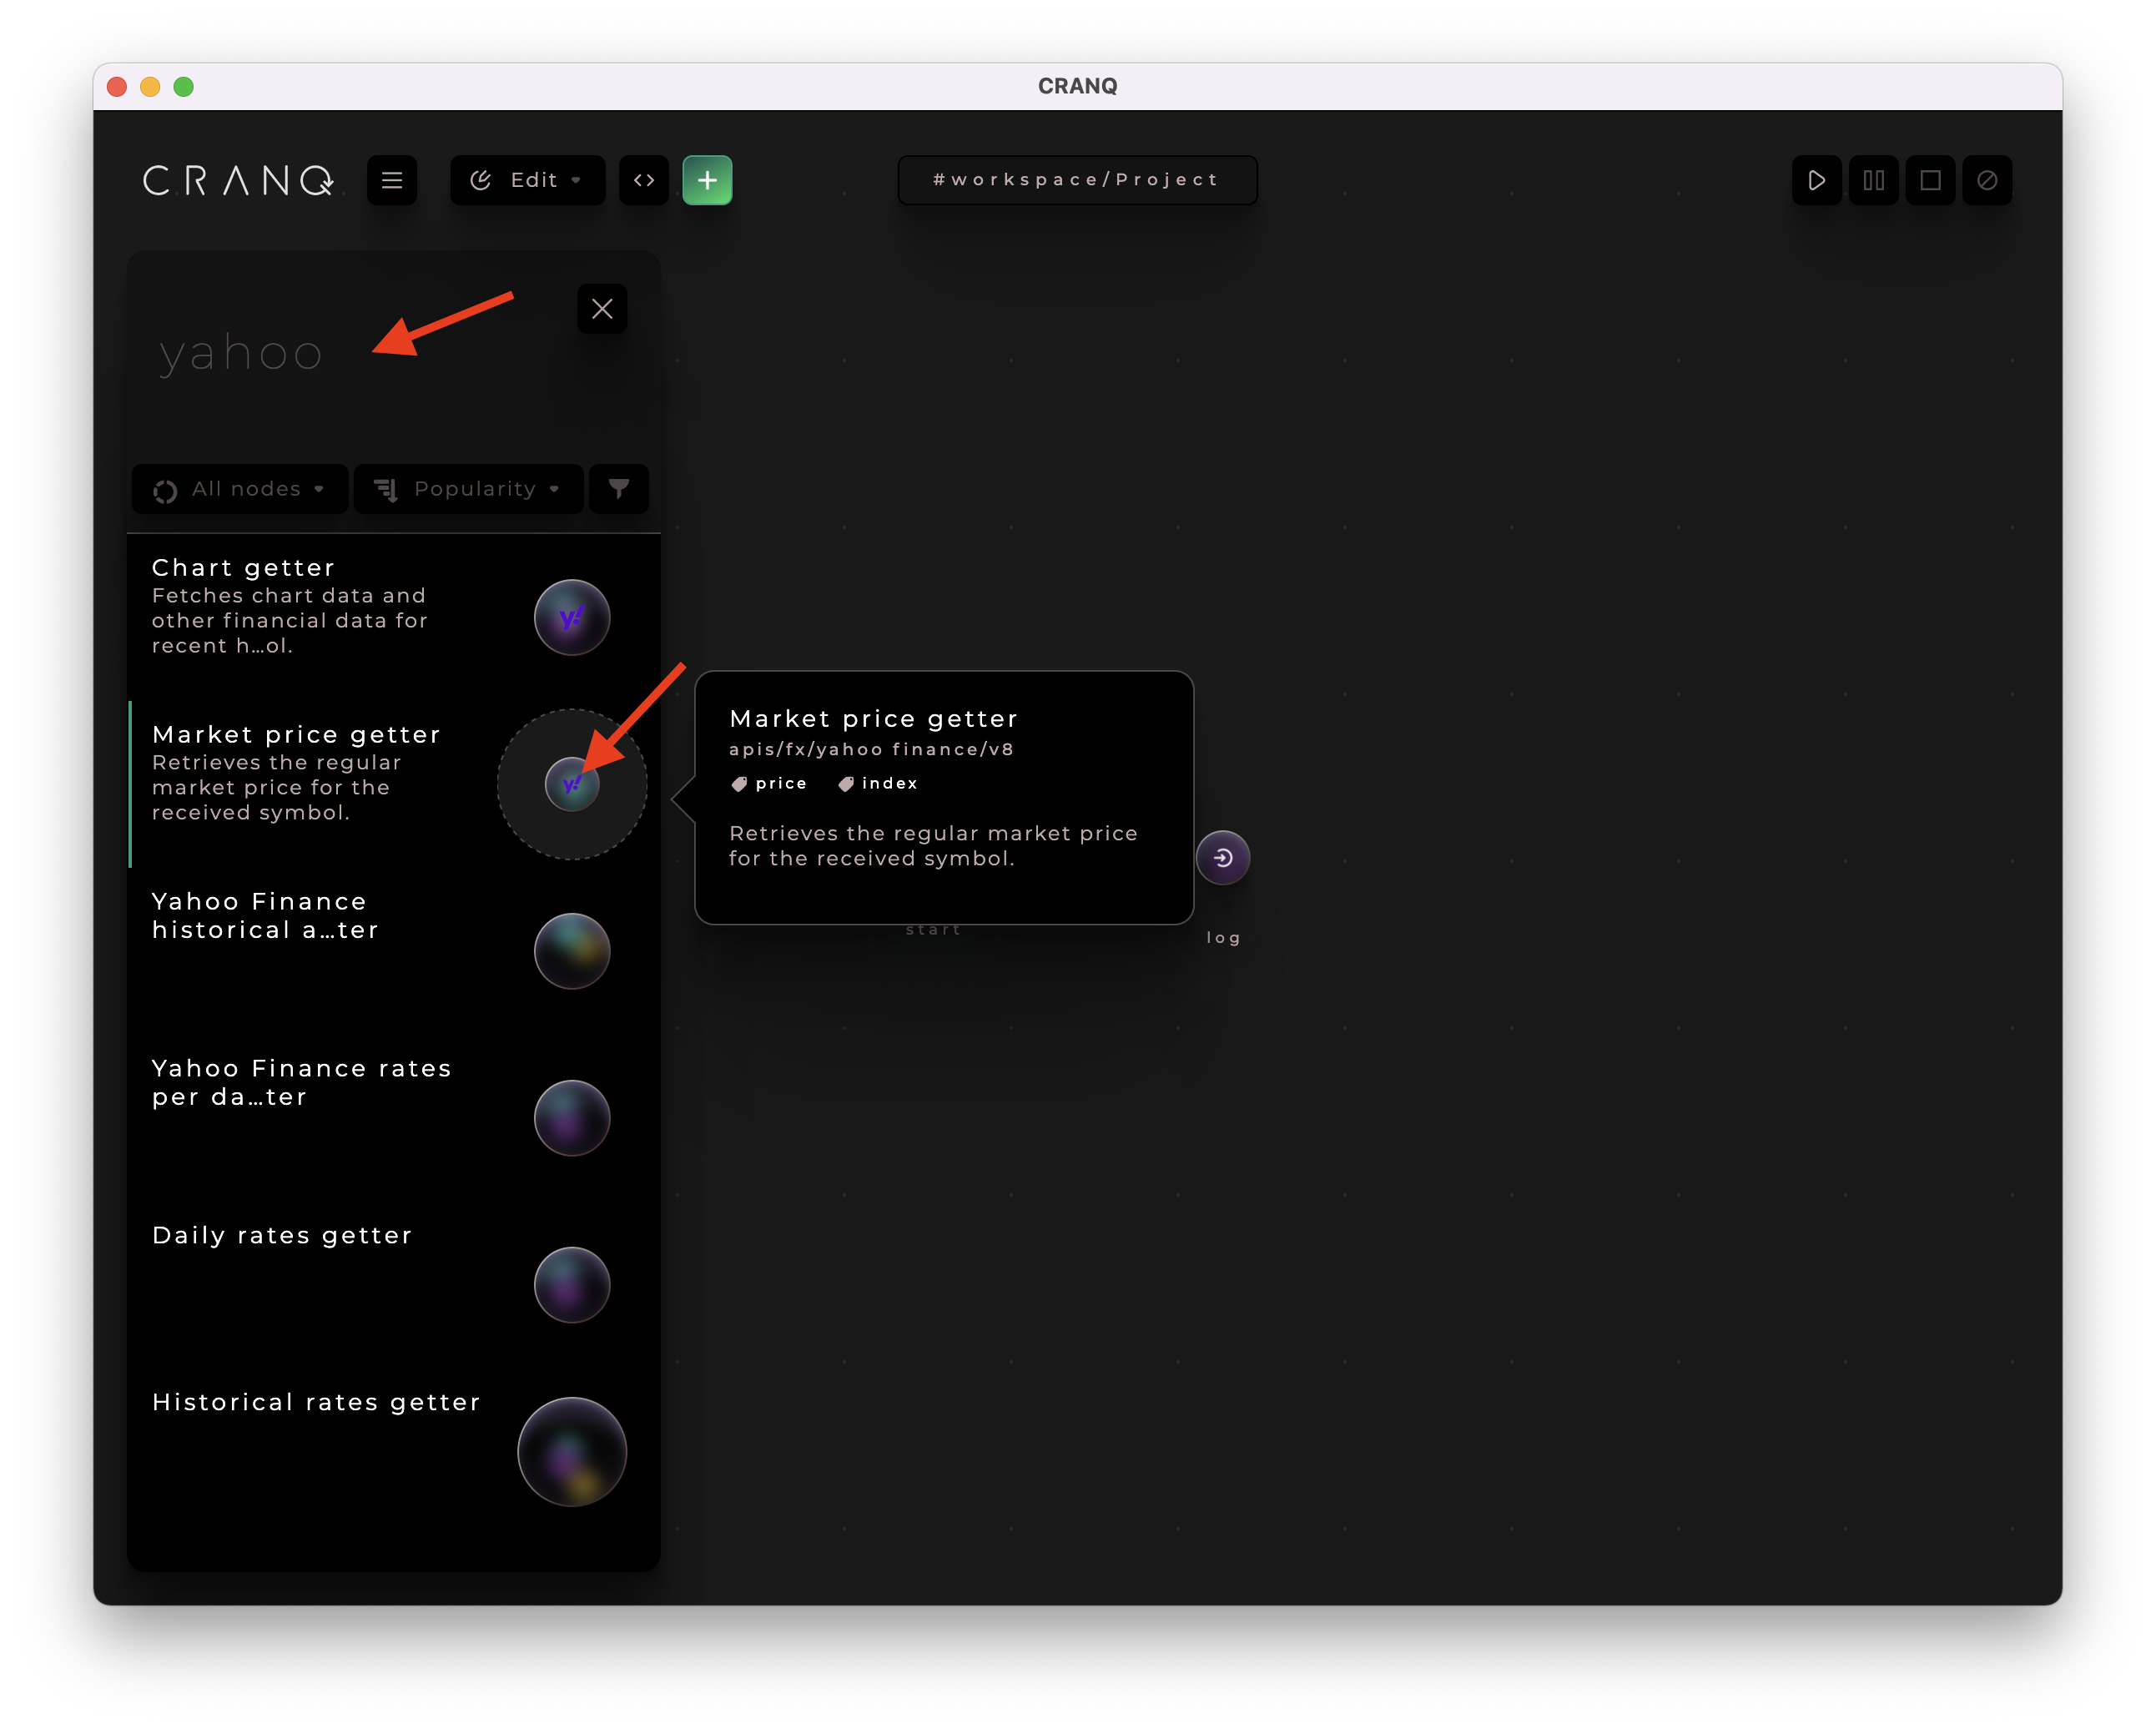 CRANQ
CRANQ
Edit
#workspace/Project
yahoo
All nodes
Popularity
Chart getter
Fetches chart data and
other financial data for
recent h...ol.
Market price getter
Retrieves the regular
market price for the
received symbol.
Yahoo Finance
historical a...ter
Yahoo Finance rates
per da...ter
Daily rates getter
Historical rates getter
Market price getter
apis/fx/yahoo finance/v8
price index
Retrieves the regular market price
for the received symbol.
start
log